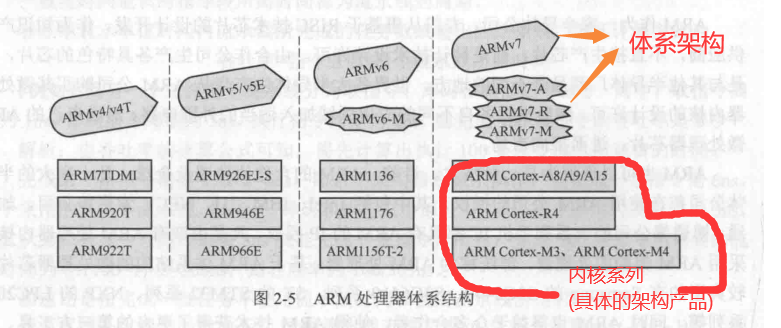 ARMv4/v4T
ARMv5/v5E
ARMv6
ARMv6-M
ARMv7
ARMv7-A
ARMv7-R
ARMv7-M
体系架构
ARM7TDMI
ARM926EJ-S
ARM1136
ARM Cortex-A8/A9/A15
ARM920T
ARM946E
ARM1176
ARM Cortex-R4
ARM922T
ARM966E
ARM1156T-2
ARM Cortex-M3、ARM Cortex-M4
内核系列
(具体的架构产品)
图 2-5 ARM 处理器体系结构